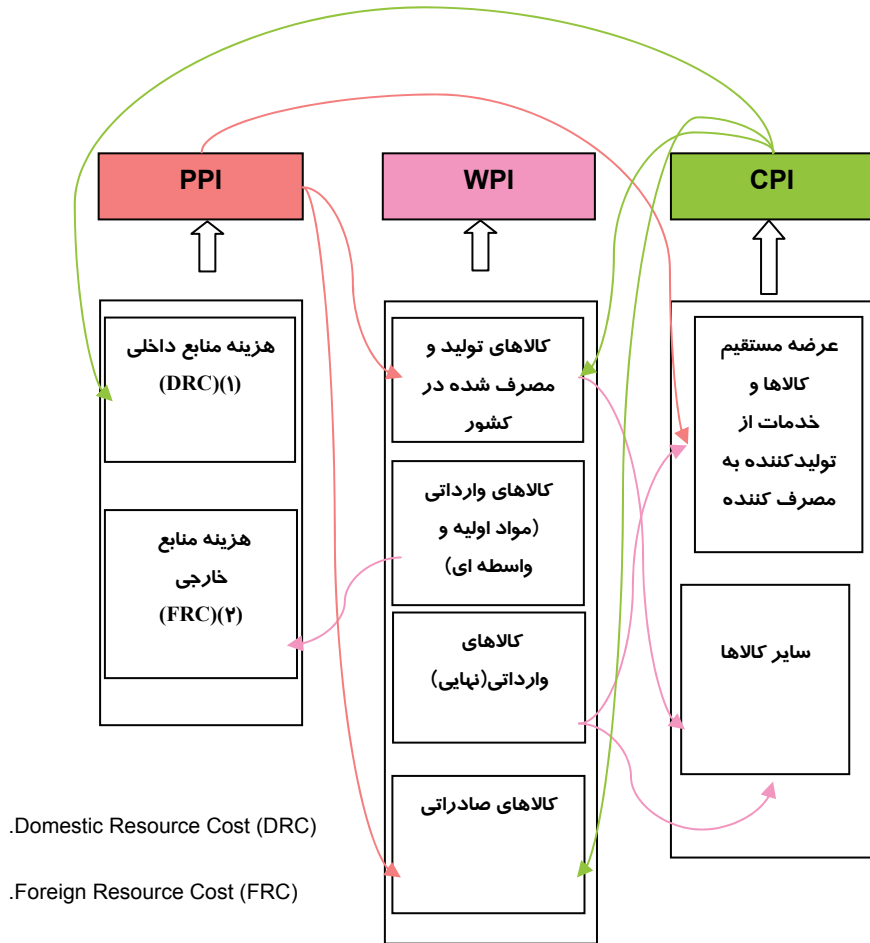 PPI
WPI
CPI
هزینه منابع داخلی
(DRC)(۱)
هزینه منابع
خارجی
(FRC)(۲)
کالاهای تولید و
مصرف شده در
کشور
کالاهای وارداتی
(مواد اولیه و
واسطه ای)
کالاهای
وارداتی(نهایی)
کالاهای صادراتی
عرضه مستقیم
کالاها و
خدمات از
تولیدکننده به
مصرف کننده
سایر کالاها
.Domestic Resource Cost (DRC)
.Foreign Resource Cost (FRC)